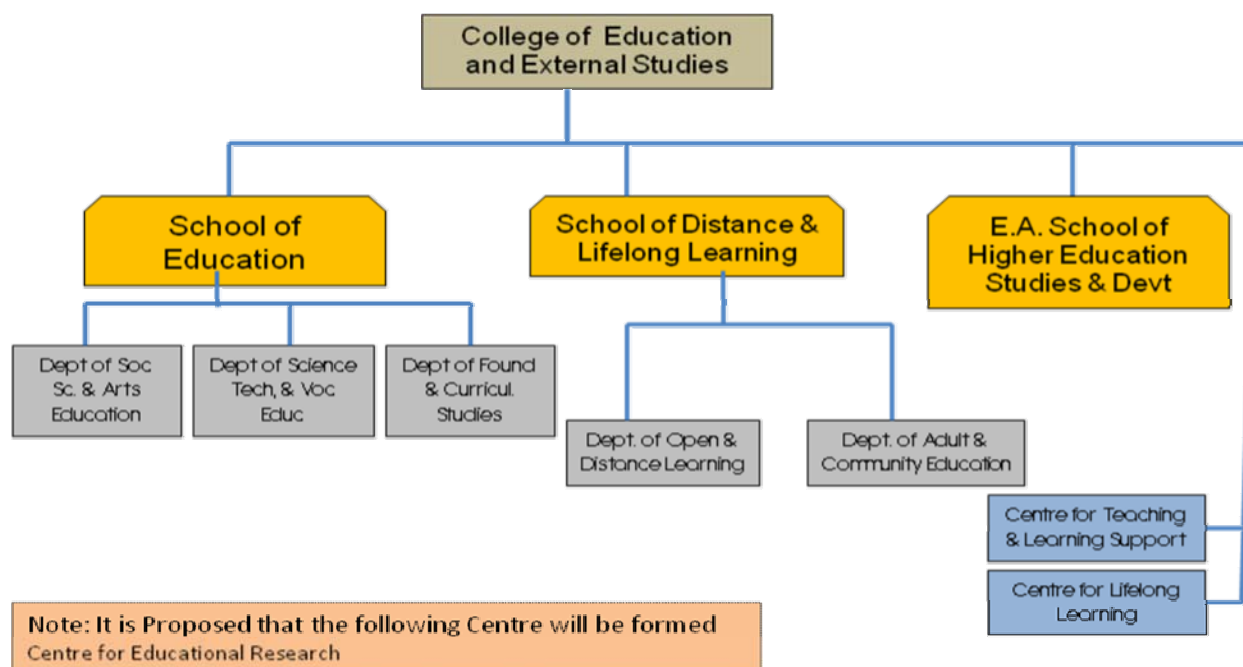 College of Education
and External Studies
School of
Education
School of Distance &
Lifelong Learning
E.A. School of
Higher Education
Studies & Devt
Dept of Soc
Sc. & Arts
Education
Dept of Science
Tech, & Voc
Educ
Dept of Found
& Curricul.
Studies
Dept. of Open &
Distance Learning
Dept. of Adult &
Community Education
Centre for Teaching
& Learning Support
Centre for Lifelong
Learning
Note: It is Proposed that the following Centre will be formed
Centre for Educational Research